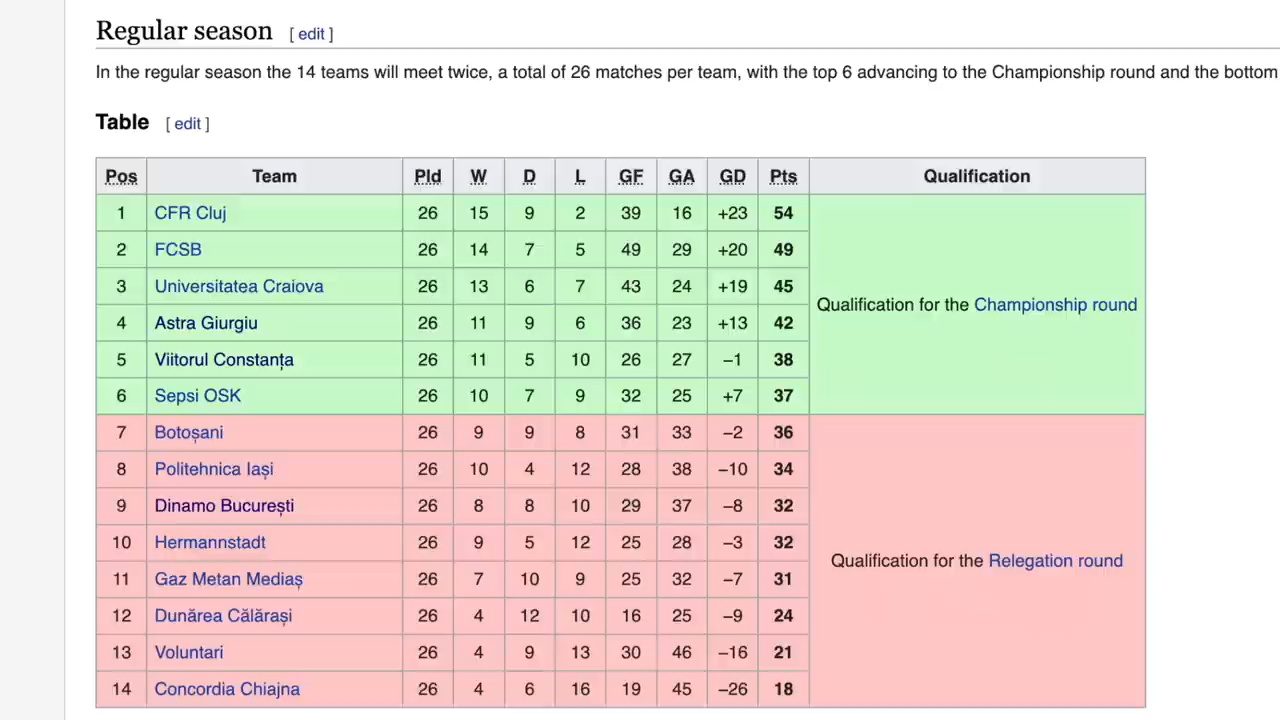 Regular season [ edit ]
In the regular season the 14 teams will meet twice, a total of 26 matches per team, with the top 6 advancing to the Championship round and the bottom
Table [ edit ]
Pos Team Pld W D L GF GA GD Pts Qualification
1 CFR Cluj 26 15 9 2 39 16 +23 54
2 FCSB 26 14 7 5 49 29 +20 49
3 Universitatea Craiova 26 13 6 7 43 24 +19 45
Qualification for the Championship round
4 Astra Giurgiu 26 11 9 6 36 23 +13 42
5 Viitorul Constanța 26 11 5 10 26 27 −1 38
6 Sepsi OSK 26 10 7 9 32 25 +7 37
7 Botoșani 26 9 9 8 31 33 −2 36
8 Politehnica Iași 26 10 4 12 28 38 −10 34
9 Dinamo București 26 8 8 10 29 37 −8 32
10 Hermannstadt 26 9 5 12 25 28 −3 32
Qualification for the Relegation round
11 Gaz Metan Mediaș 26 7 10 9 25 32 −7 31
12 Dunărea Călărași 26 4 12 10 16 25 −9 24
13 Voluntari 26 4 9 13 30 46 −16 21
14 Concordia Chiajna 26 4 6 16 19 45 −26 18